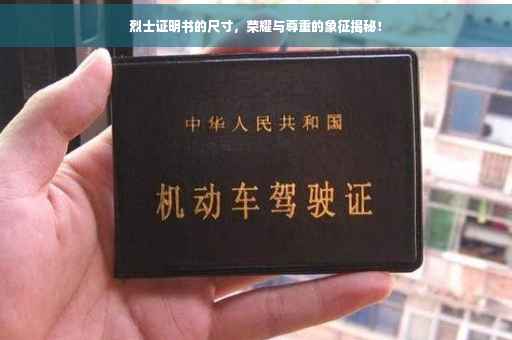 烈士证明书的尺寸，荣耀与尊重的象征揭秘！
中华人民共和国
机动车驾驶证